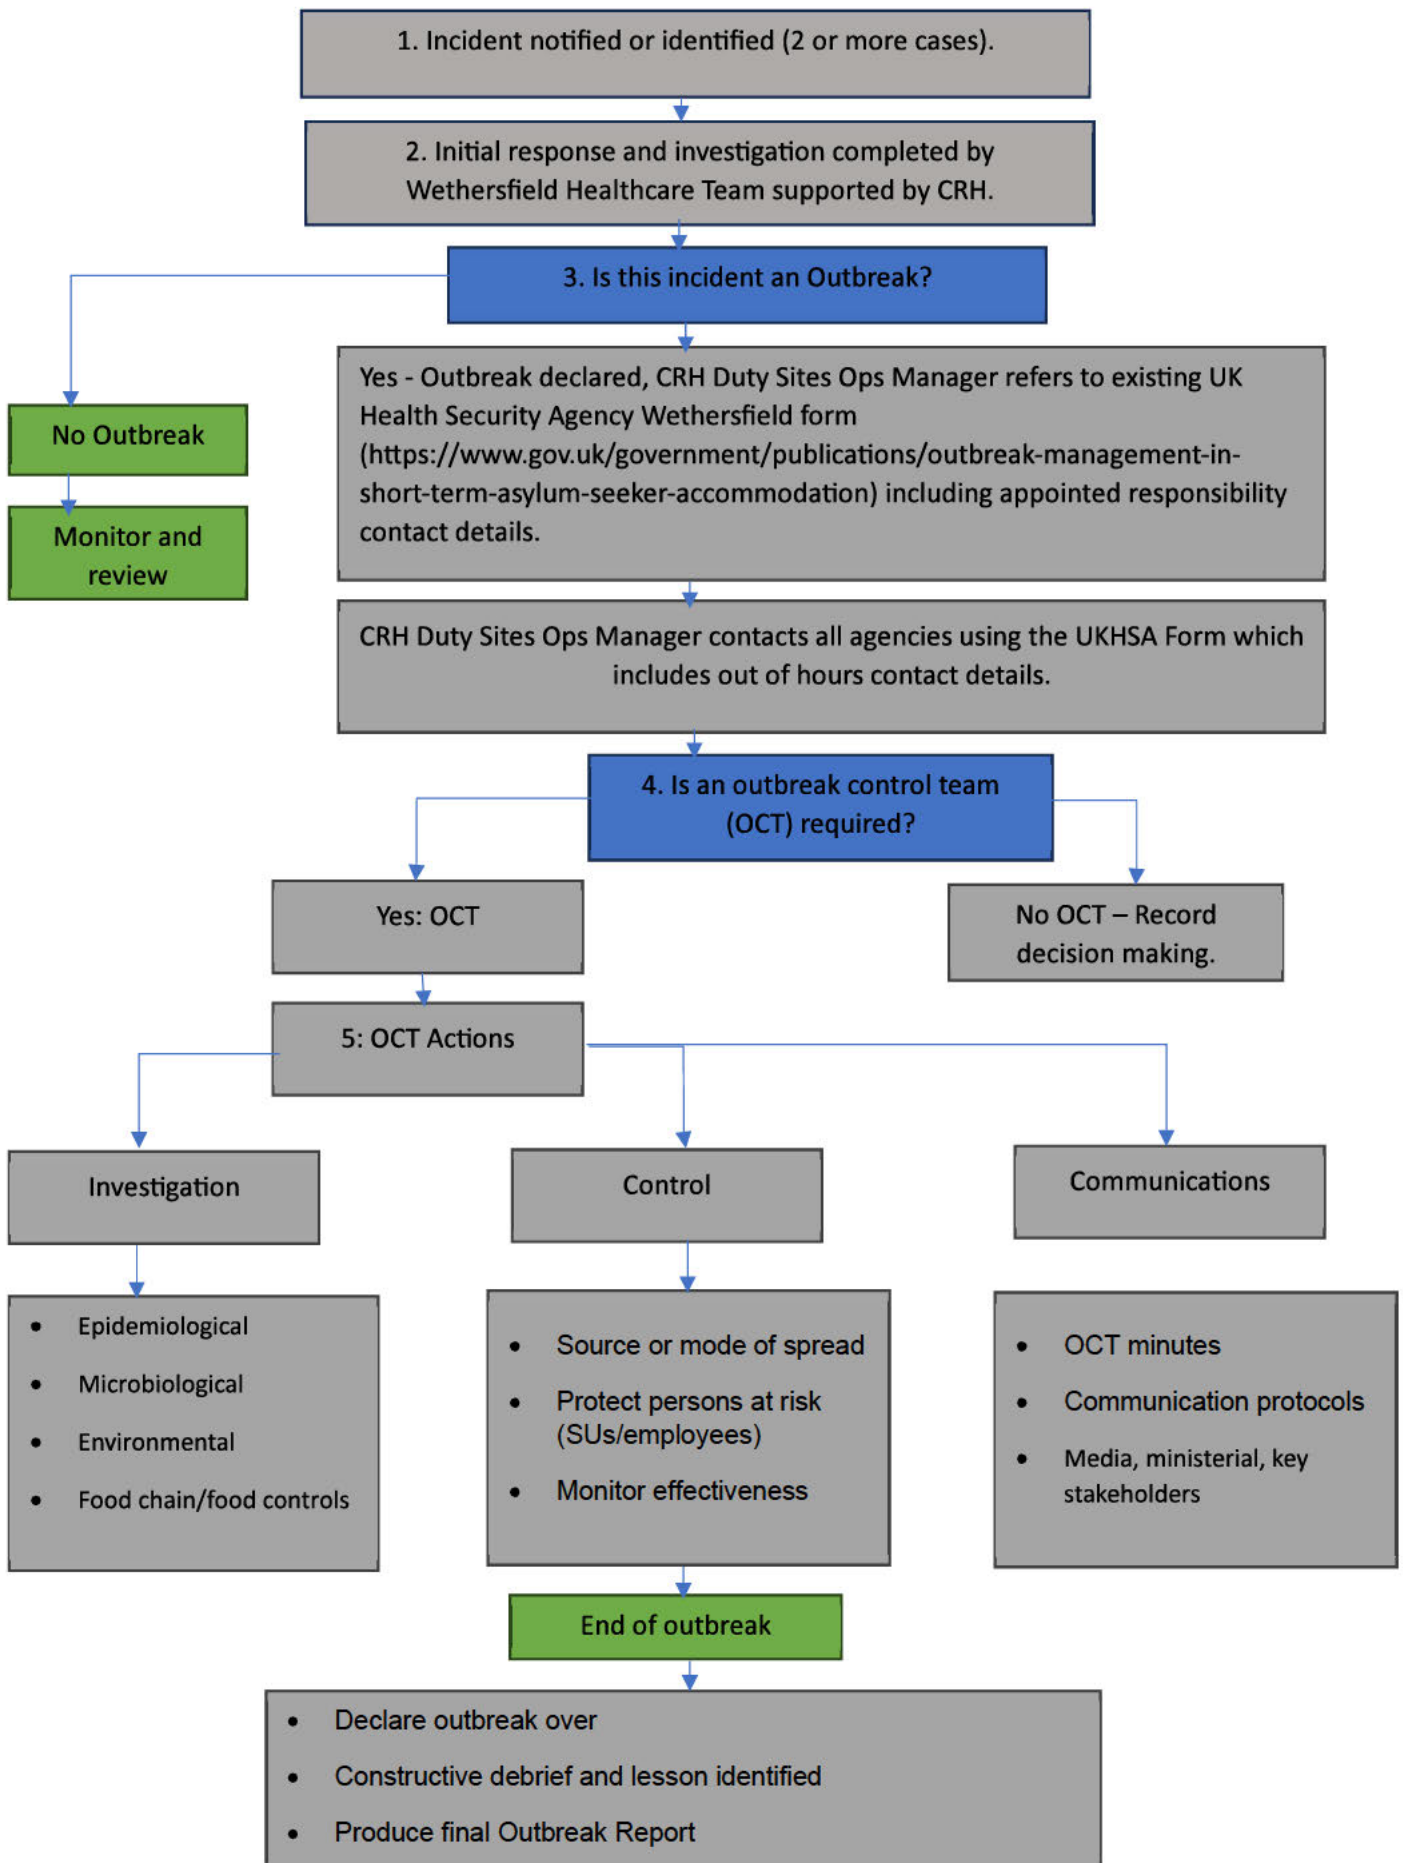 1. Incident notified or identified (2 or more cases).
2. Initial response and investigation completed by
Wethersfield Healthcare Team supported by CRH.
3. Is this incident an Outbreak?
Yes - Outbreak declared, CRH Duty Sites Ops Manager refers to existing UK
Health Security Agency Wethersfield form
(https://www.gov.uk/government/publications/outbreak-management-in-
short-term-asylum-seeker-accommodation) including appointed responsibility
contact details.
No Outbreak
Monitor and
review
CRH Duty Sites Ops Manager contacts all agencies using the UKHSA Form which
includes out of hours contact details.
4. Is an outbreak control team
(OCT) required?
Yes: OCT
No OCT – Record
decision making.
5: OCT Actions
Investigation
Control
Communications
• Epidemiological
• Microbiological
• Environmental
• Food chain/food controls
• Source or mode of spread
• Protect persons at risk
(SUs/employees)
• Monitor effectiveness
• OCT minutes
• Communication protocols
• Media, ministerial, key
stakeholders
End of outbreak
• Declare outbreak over
• Constructive debrief and lesson identified
• Produce final Outbreak Report